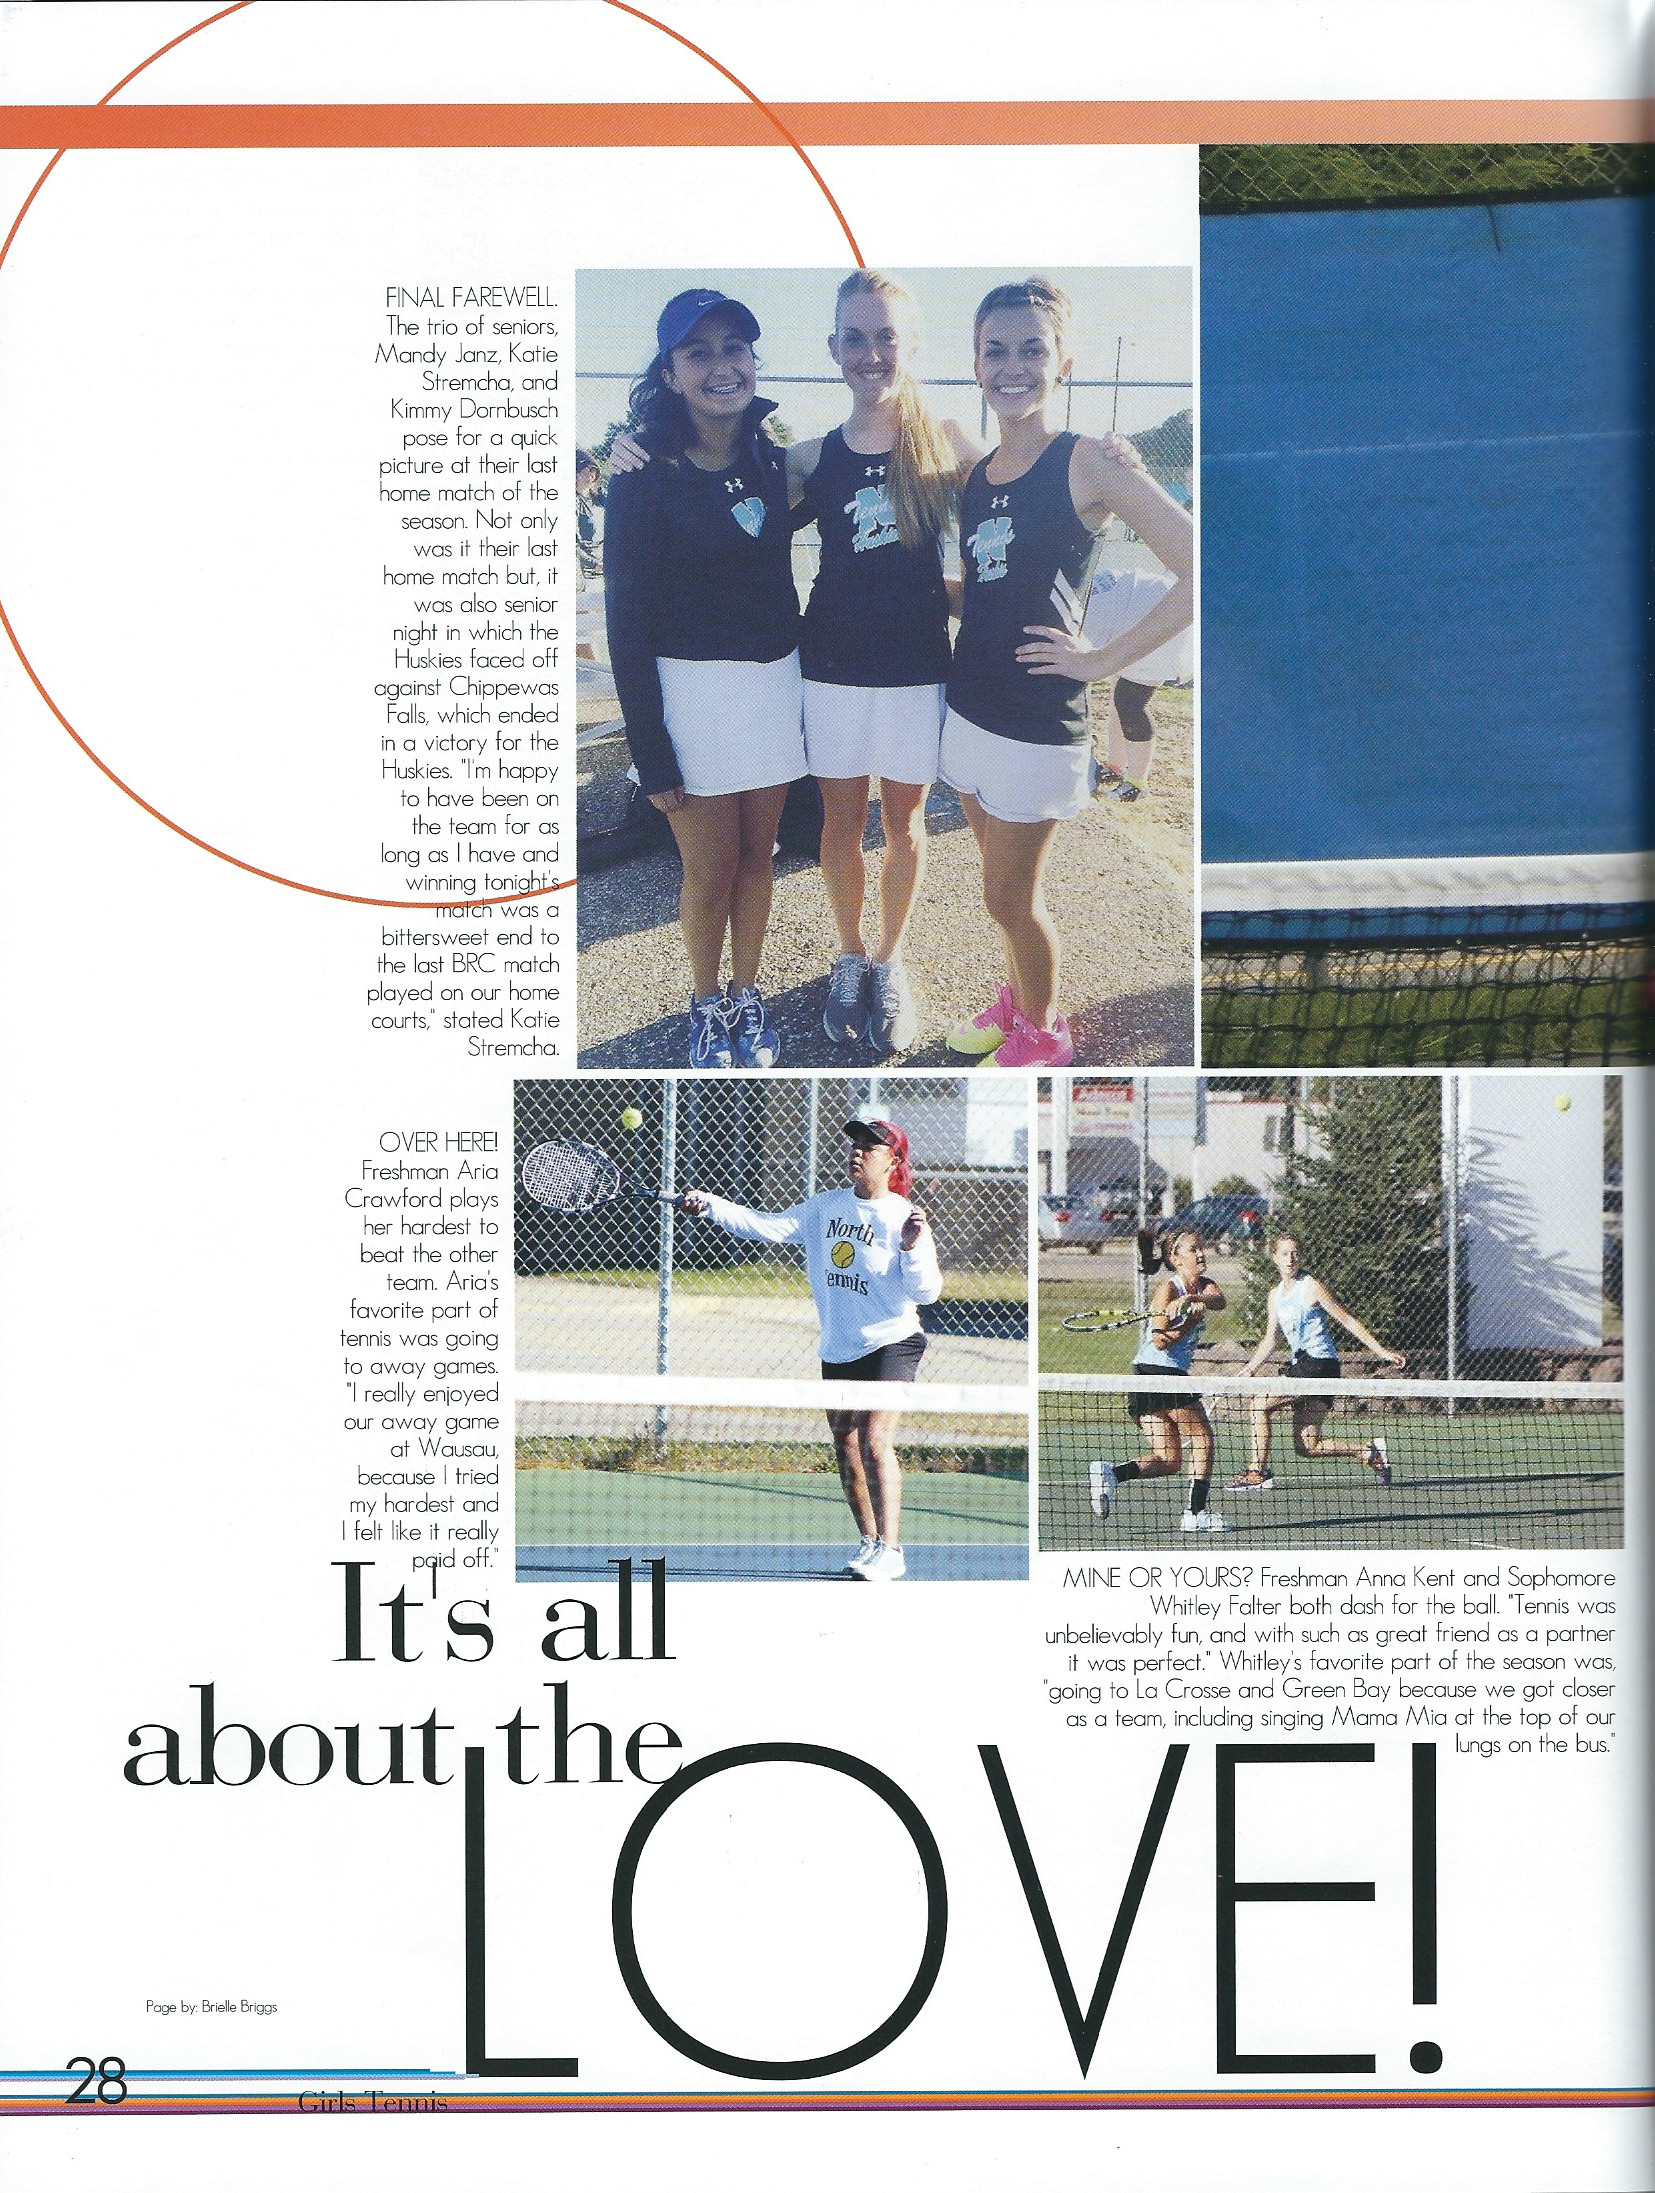 FINAL FAREWELL.
The trio of seniors,
Mandy Janz, Katie
Stremcha, and
Kimmy Dornbusch
pose for a quick
picture at their last
home match of the
season. Not only
was it their last
home match but, it
was also senior
night in which the
Huskies faced off
against Chippewas
Falls, which ended
in a victory for the
Huskies. "I'm happy
to have been on
the team for as
long as I have and
winning tonight's
match was a
bittersweet end to
the last BRC match
played on our home
courts," stated Katie
Stremcha.
N
Tennis
Huskies
N
Tennis
OVER HERE!
Freshman Aria
Crawford plays
her hardest to
beat the other
team. Aria's
favorite part of
tennis was going
to away games.
"I really enjoyed
our away game
at Wausau,
because I tried
my hardest and
I felt like it really
paid off."
North
ennis
MINE OR YOURS? Freshman Anna Kent and Sophomore
Whitley Falter both dash for the ball. "Tennis was
unbelievably fun, and with such as great friend as a partner
it was perfect." Whitley's favorite part of the season was,
"going to La Crosse and Green Bay because we got closer
as a team, including singing Mama Mia at the top of our
lungs on the bus."
It's all
about the
LOVE!
Page by: Brielle Briggs
28
Girls Tennis